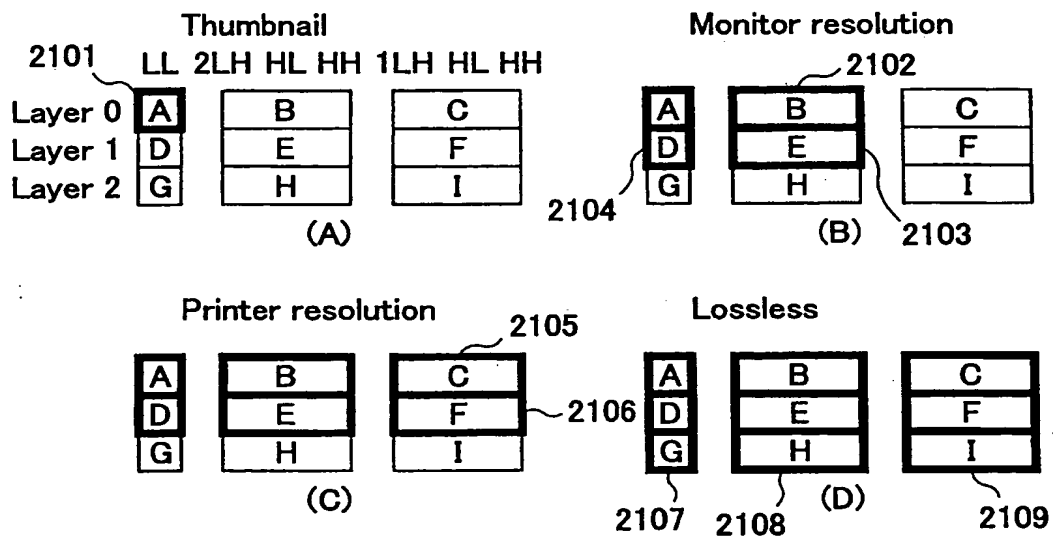 Thumbnail
2101
LL 2LH HL HH 1LH HL HH
Layer 0 A B C
Layer 1 D E F
Layer 2 G H I
(A)
Monitor resolution
2102
A B C
D E F
G H I
2104
(B)
2103
Printer resolution
2105
A B C
D E F
2106
G H I
(C)
Lossless
A B C
D E F
G H I
(D)
2107
2108
2109